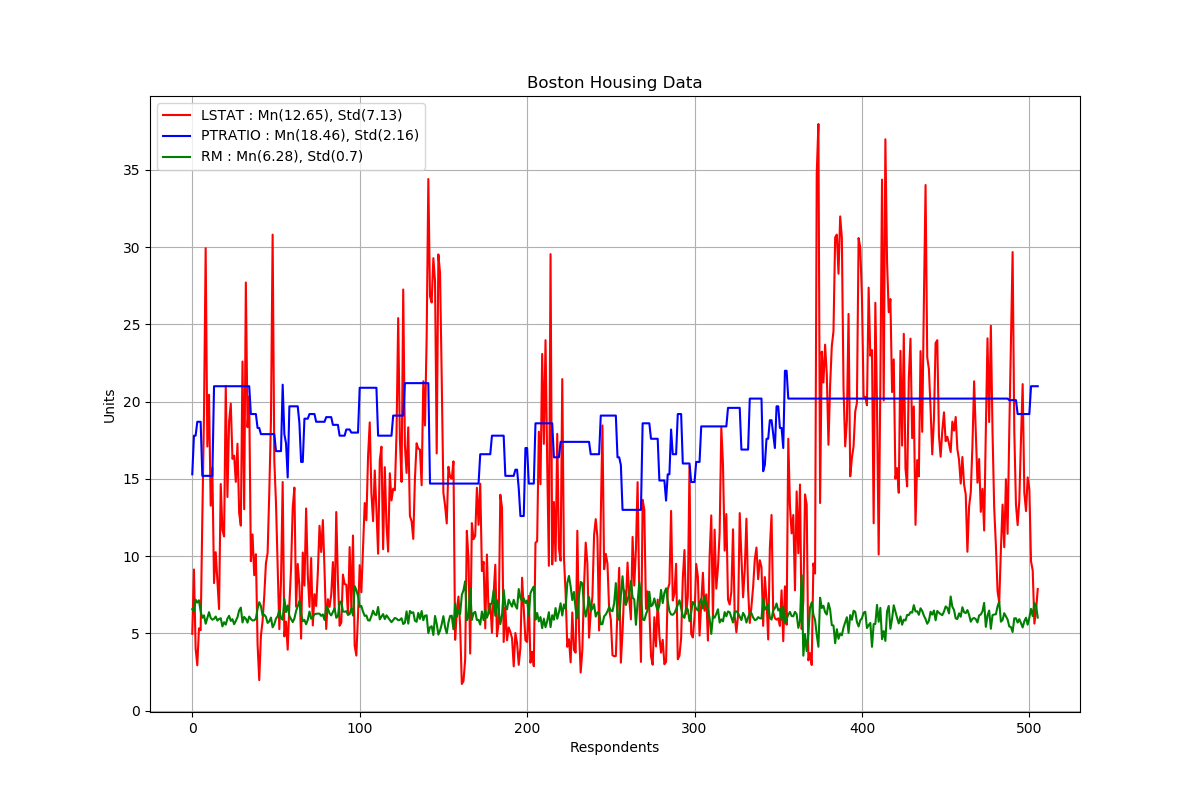 Boston Housing Data
LSTAT : Mn(12.65), Std(7.13)
PTRATIO : Mn(18.46), Std(2.16)
RM : Mn(6.28), Std(0.7)
Units
35
30
25
20
15
10
5
0
0 100 200 300 400 500
Respondents